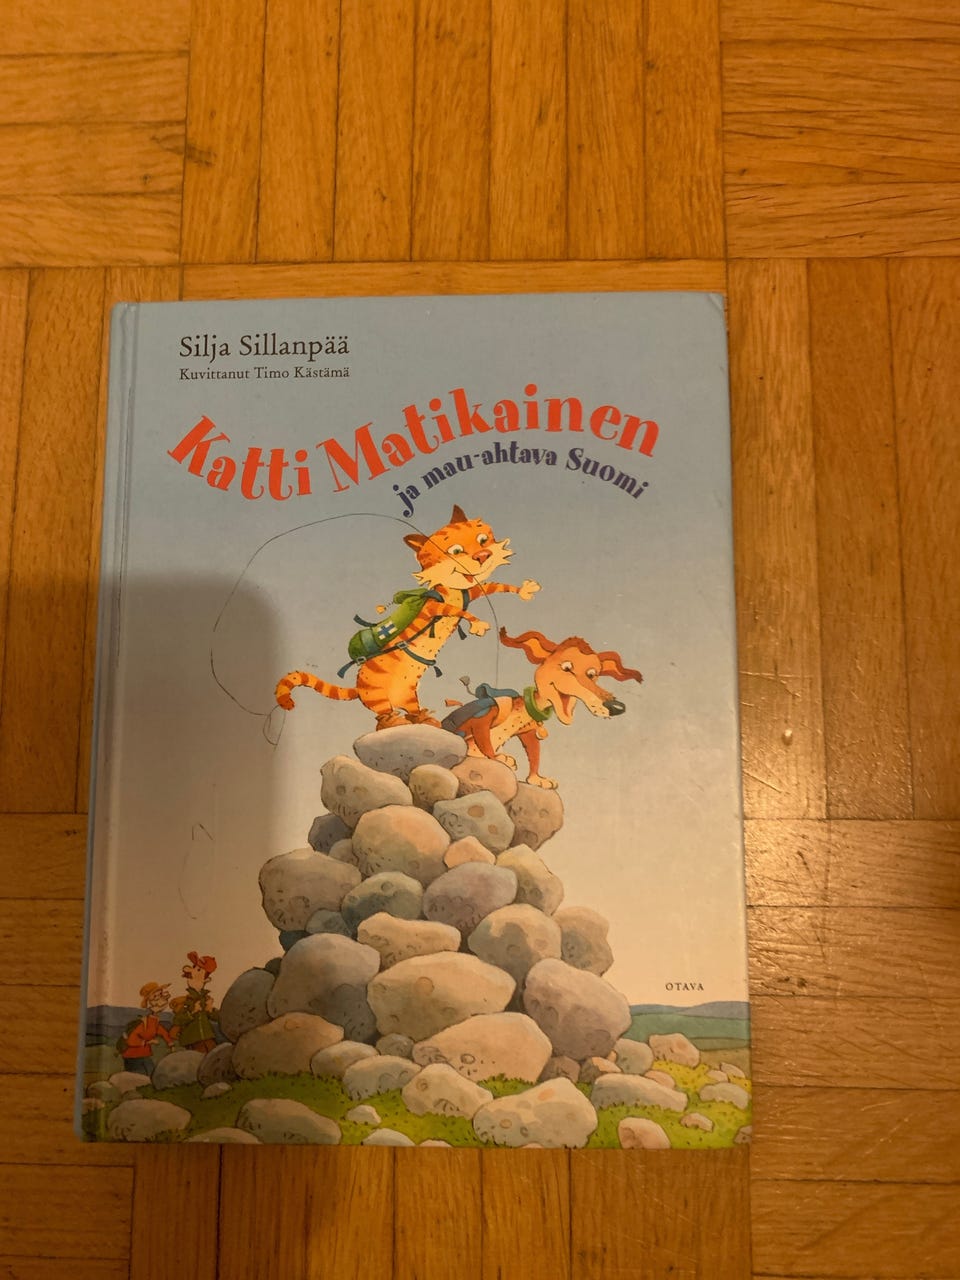 Silja Sillanpää
Kuvittanut Timo Kästämä
Katti Matikainen
ja mau-ahtava Suomi
OTAVA